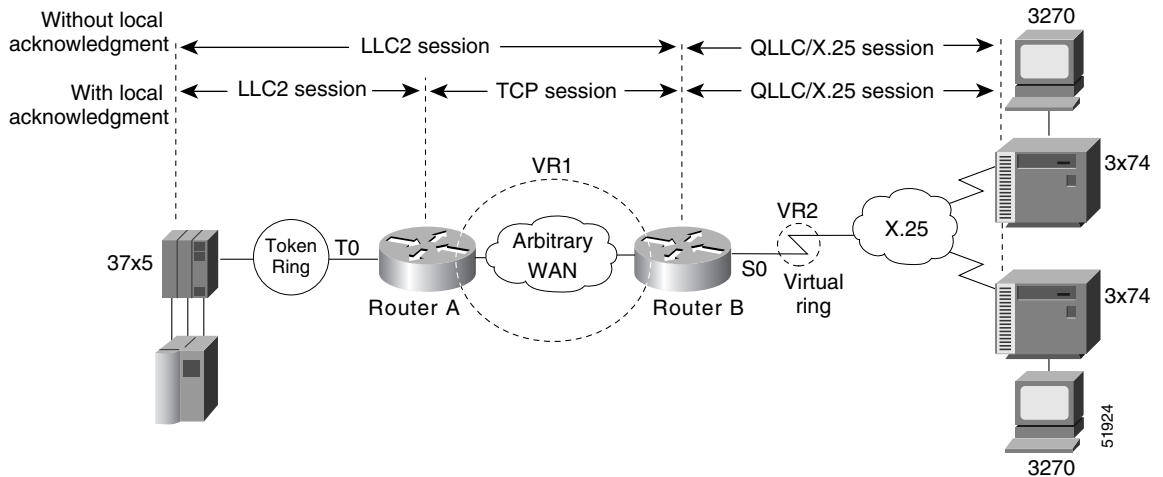 Without local
acknowledgment
LLC2 session
QLLC/X.25 session
3270
With local
acknowledgment
LLC2 session
TCP session
QLLC/X.25 session
3x74
VR1
VR2
X.25
37x5
Token
Ring
T0
Arbitrary
WAN
S0
Router A
Router B
Virtual
ring
3x74
51924
3270